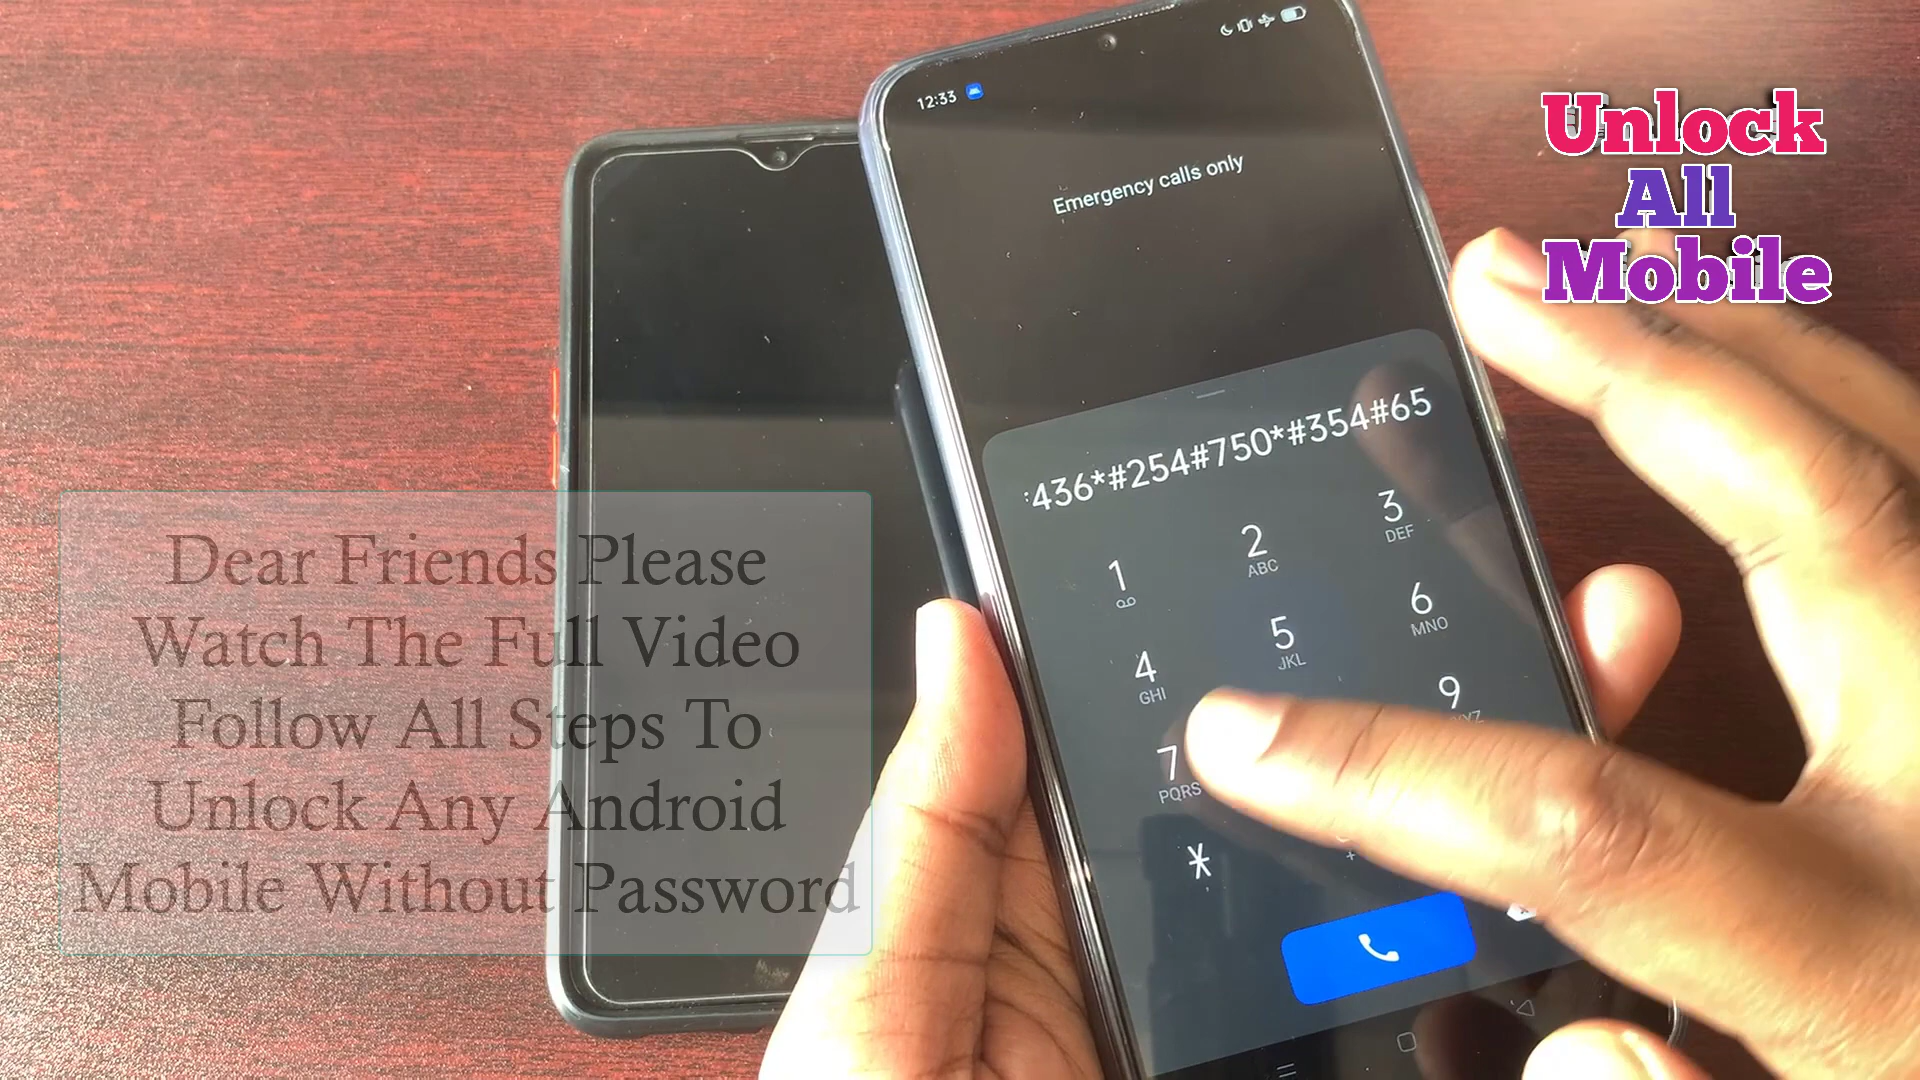 12:33
Emergency calls only
Unlock
All
Mobile
436*#254#750*#354#65
1
2
ABC
3
DEF
4
GHI
5
JKL
6
MNO
7
PQRS
9
*
+
Dear Friends Please
Watch The Full Video
Follow All Steps To
Unlock Any Android
Mobile Without Password